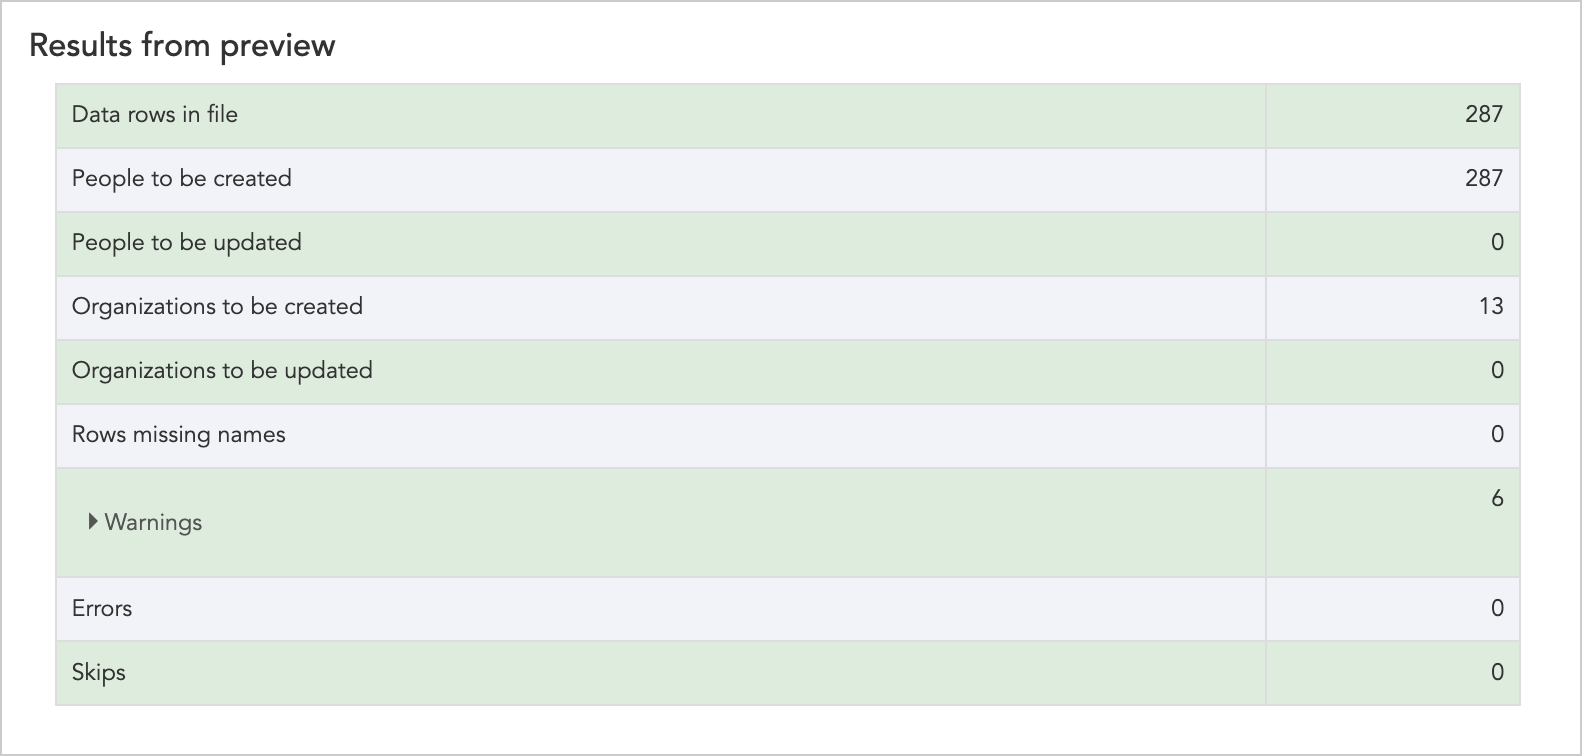 Results from preview
Data rows in file 287
People to be created 287
People to be updated 0
Organizations to be created 13
Organizations to be updated 0
Rows missing names 0
Warnings 6
Errors 0
Skips 0